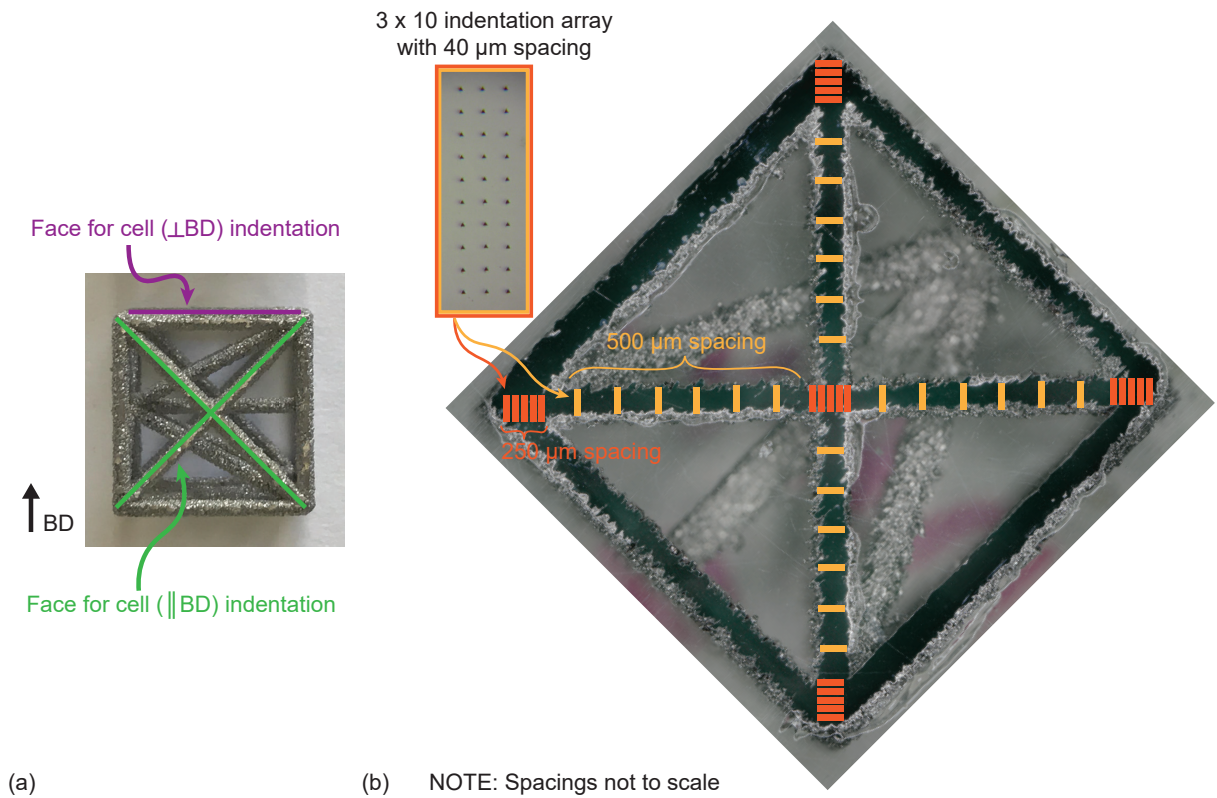 3 x 10 indentation array
with 40 µm spacing
Face for cell (⊥BD) indentation
BD
Face for cell (∥BD) indentation
500 µm spacing
250 µm spacing
(a)
(b)
NOTE: Spacings not to scale